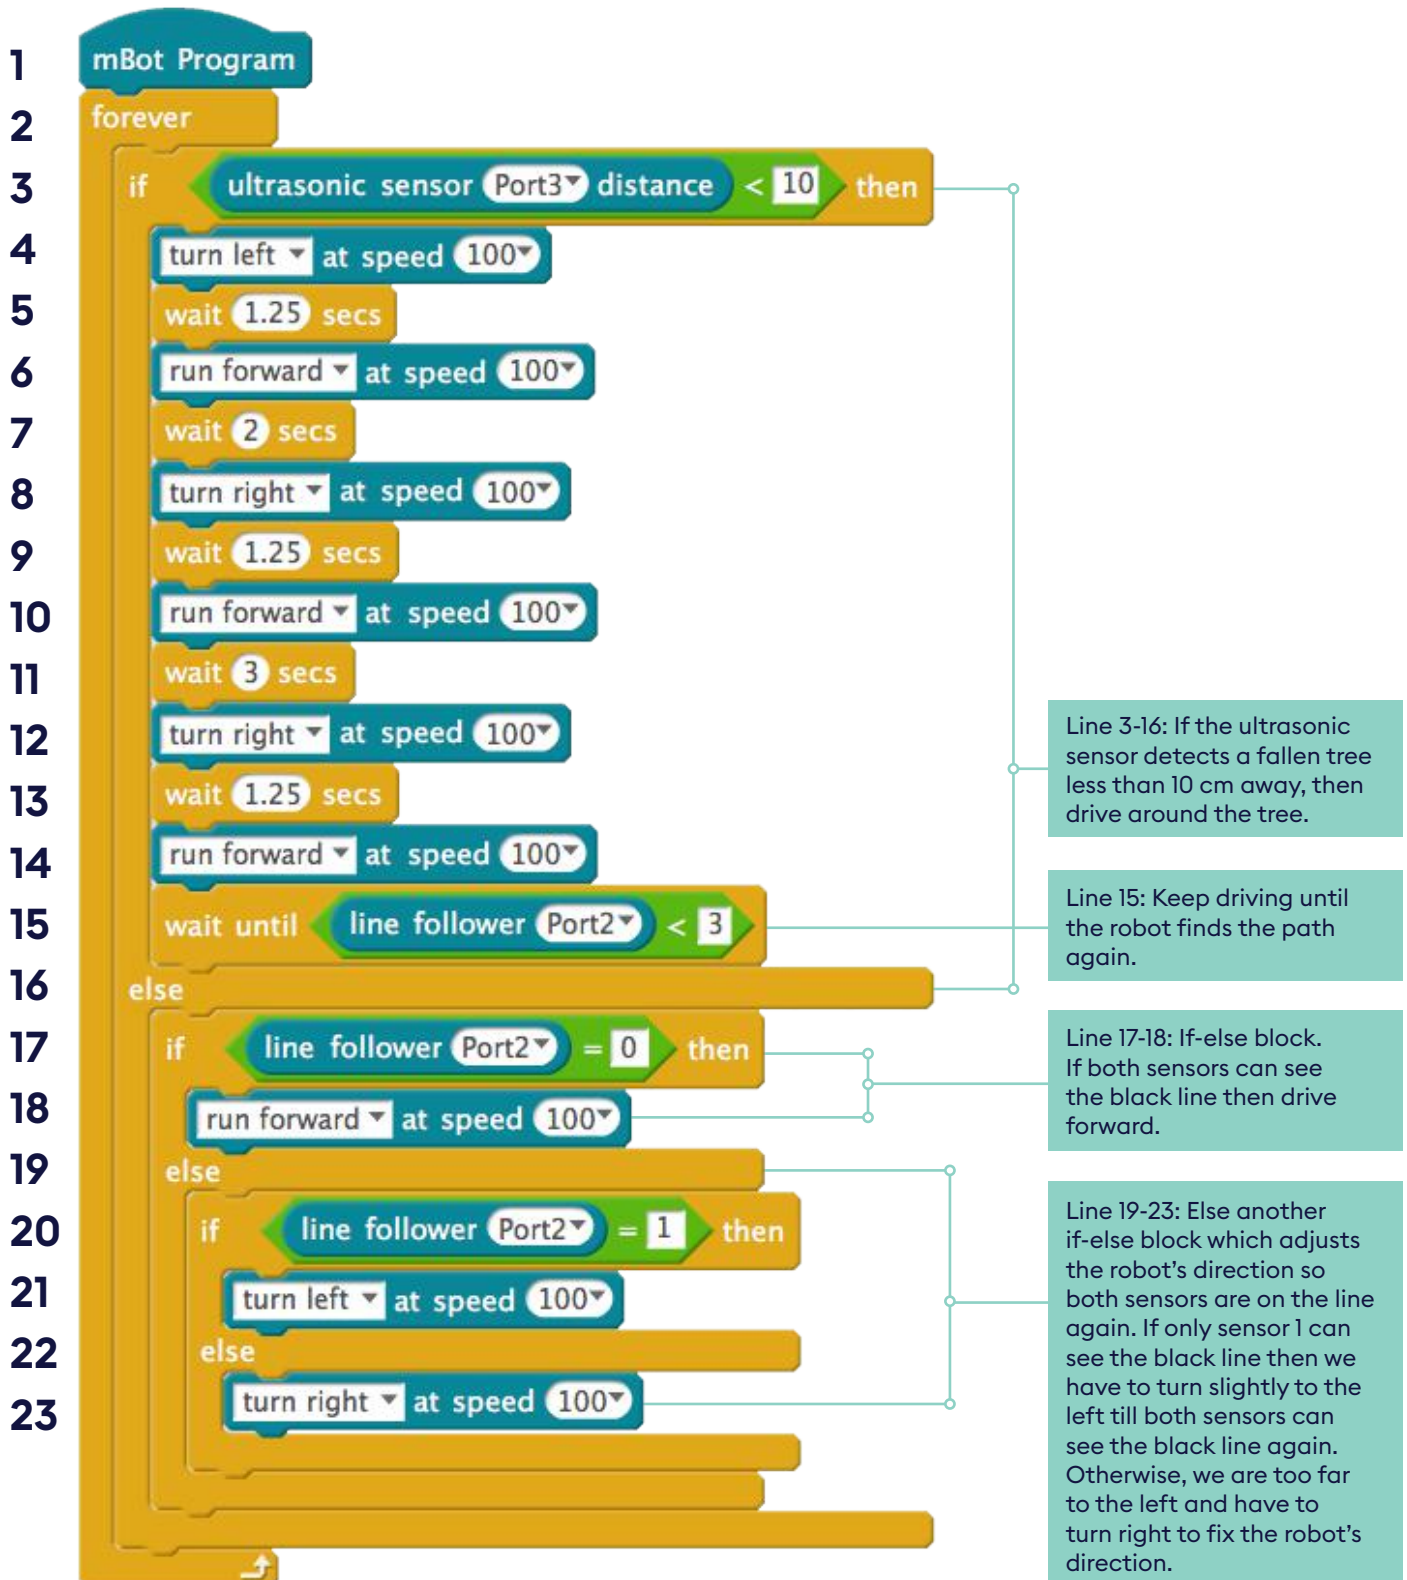 1 mBot Program
2 forever
3 if ultrasonic sensor Port3 distance < 10 then
4 turn left at speed 100
5 wait 1.25 secs
6 run forward at speed 100
7 wait 2 secs
8 turn right at speed 100
9 wait 1.25 secs
10 run forward at speed 100
11 wait 3 secs
12 turn right at speed 100
13 wait 1.25 secs
14 run forward at speed 100
15 wait until line follower Port2 < 3
16 else
17 if line follower Port2 = 0 then
18 run forward at speed 100
19 else
20 if line follower Port2 = 1 then
21 turn left at speed 100
22 else
23 turn right at speed 100
Line 3-16: If the ultrasonic
sensor detects a fallen tree
less than 10 cm away, then
drive around the tree.
Line 15: Keep driving until
the robot finds the path
again.
Line 17-18: If-else block.
If both sensors can see
the black line then drive
forward.
Line 19-23: Else another
if-else block which adjusts
the robot's direction so
both sensors are on the line
again. If only sensor 1 can
see the black line then we
have to turn slightly to the
left till both sensors can
see the black line again.
Otherwise, we are too far
to the left and have to
turn right to fix the robot's
direction.